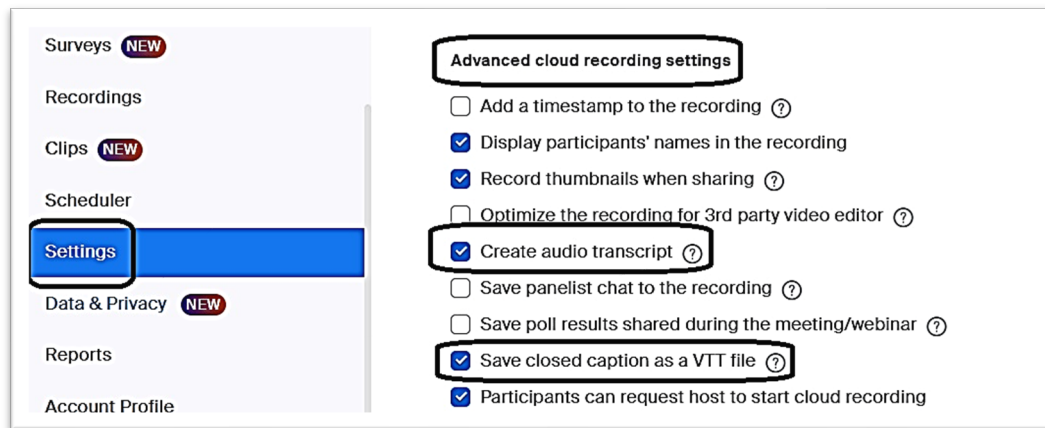 Surveys NEW
Recordings
Clips NEW
Scheduler
Settings
Data & Privacy NEW
Reports
Account Profile
Advanced cloud recording settings
Add a timestamp to the recording ?
Display participants' names in the recording
Record thumbnails when sharing ?
Optimize the recording for 3rd party video editor ?
Create audio transcript ?
Save panelist chat to the recording ?
Save poll results shared during the meeting/webinar ?
Save closed caption as a VTT file ?
Participants can request host to start cloud recording